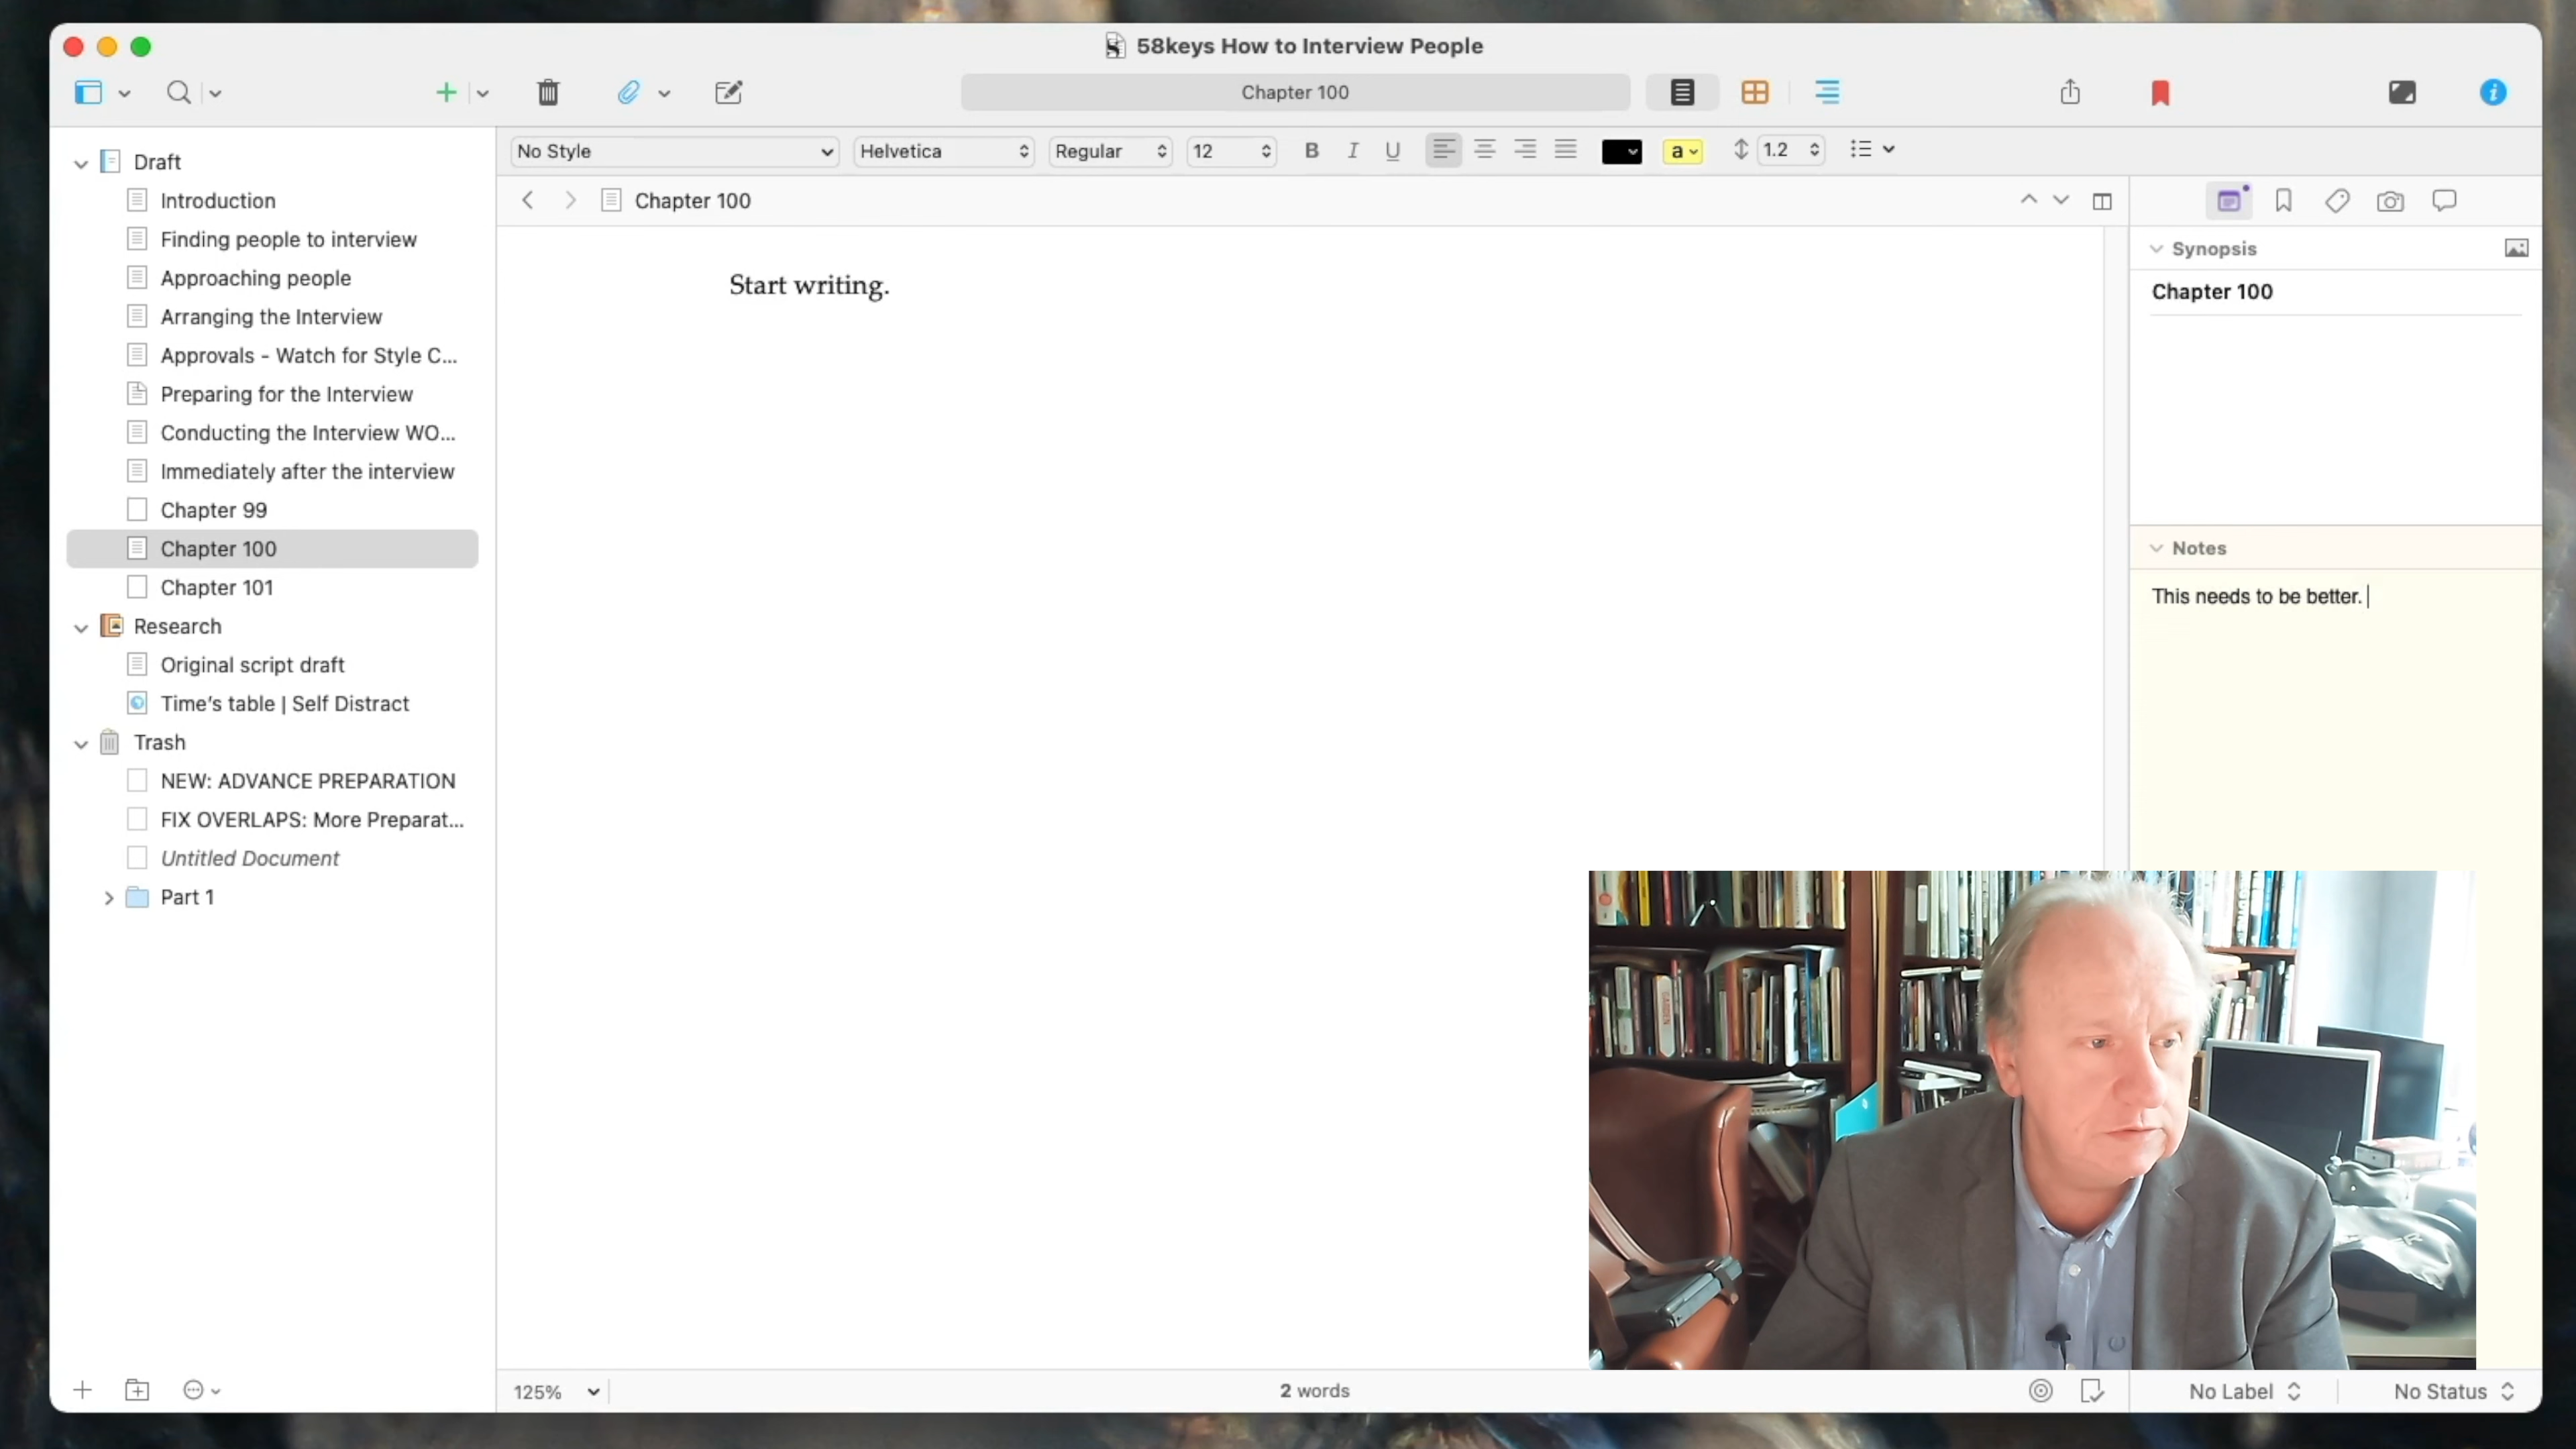 58keys How to Interview People
Chapter 100
No Style
Helvetica
Regular
12
B
I
U
a
1.2
Draft
Introduction
Finding people to interview
Approaching people
Arranging the Interview
Approvals - Watch for Style C...
Preparing for the Interview
Conducting the Interview WO...
Immediately after the interview
Chapter 99
Chapter 100
Chapter 101
Research
Original script draft
Time's table | Self Distract
Trash
NEW: ADVANCE PREPARATION
FIX OVERLAPS: More Preparat...
Untitled Document
Part 1
Chapter 100
Start writing.
Synopsis
Chapter 100
Notes
This needs to be better.
125%
2 words
No Label
No Status